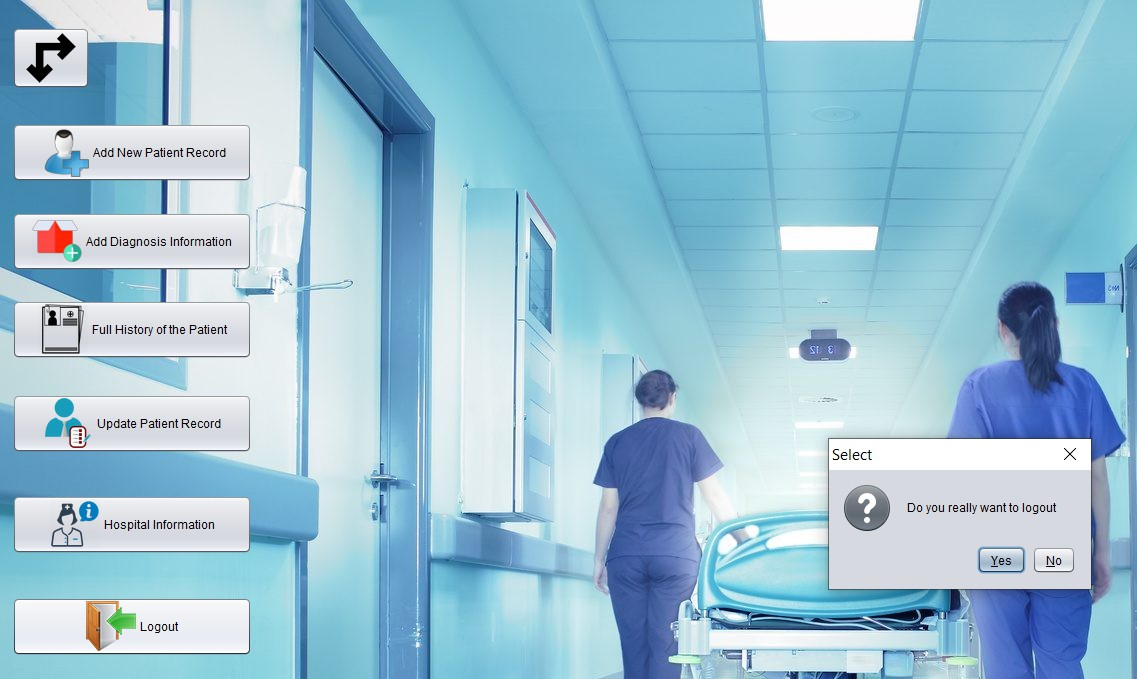 Add New Patient Record
Add Diagnosis Information
Full History of the Patient
Update Patient Record
Hospital Information
Logout
Select
Do you really want to logout
Yes
No